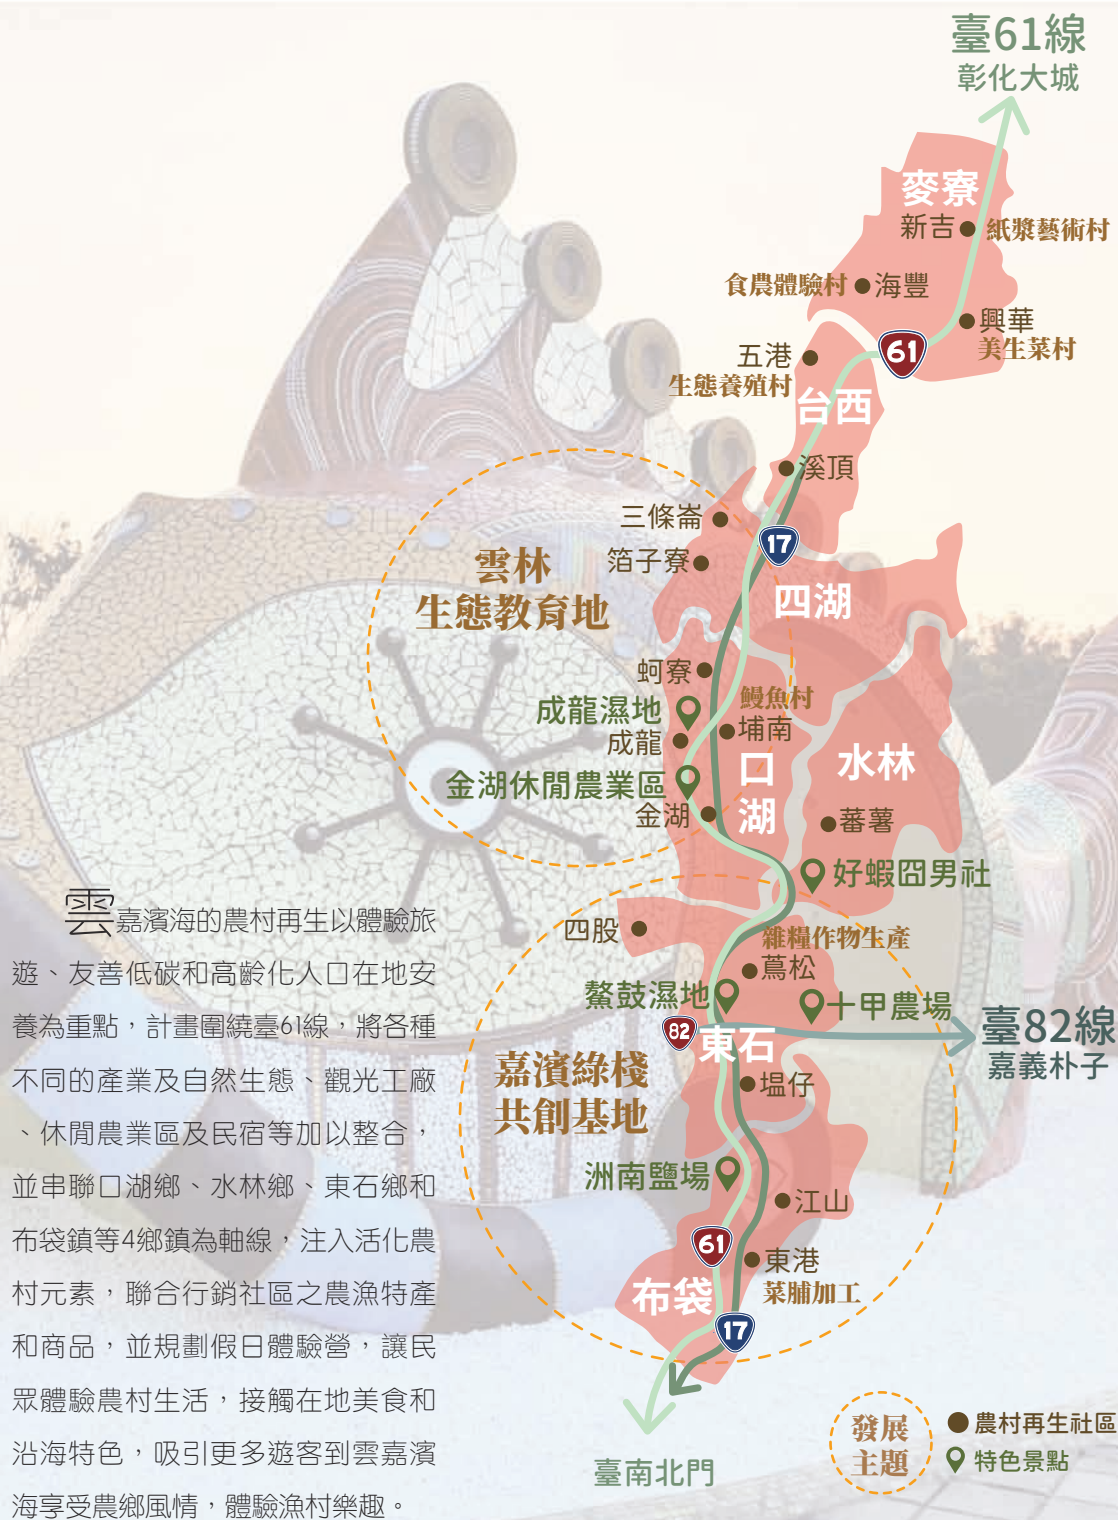 臺61線
彰化大城
麥寮
新吉
紙漿藝術村
食農體驗村
海豐
興華
美生菜村
61
五港
生態養殖村
台西
溪頂
三條崙
17
箔子寮
雲林
生態教育地
四湖
蚵寮
鰻魚村
成龍濕地
埔南
成龍
口湖
水林
金湖休閒農業區
金湖
蕃薯
好蝦囧男社
四股
雜糧作物生產
蔦松
鰲鼓濕地
十甲農場
82
東石
臺82線
嘉義朴子
嘉濱綠棧
共創基地
塭仔
洲南鹽場
江山
61
東港
菜脯加工
布袋
17
臺南北門
發展
主題
農村再生社區
特色景點
雲嘉濱海的農村再生以體驗旅
遊、友善低碳和高齡化人口在地安
養為重點，計畫圍繞臺61線，將各種
不同的產業及自然生態、觀光工廠
、休閒農業區及民宿等加以整合，
並串聯口湖鄉、水林鄉、東石鄉和
布袋鎮等4鄉鎮為軸線，注入活化農
村元素，聯合行銷社區之農漁特產
和商品，並規劃假日體驗營，讓民
眾體驗農村生活，接觸在地美食和
沿海特色，吸引更多遊客到雲嘉濱
海享受農鄉風情，體驗漁村樂趣。